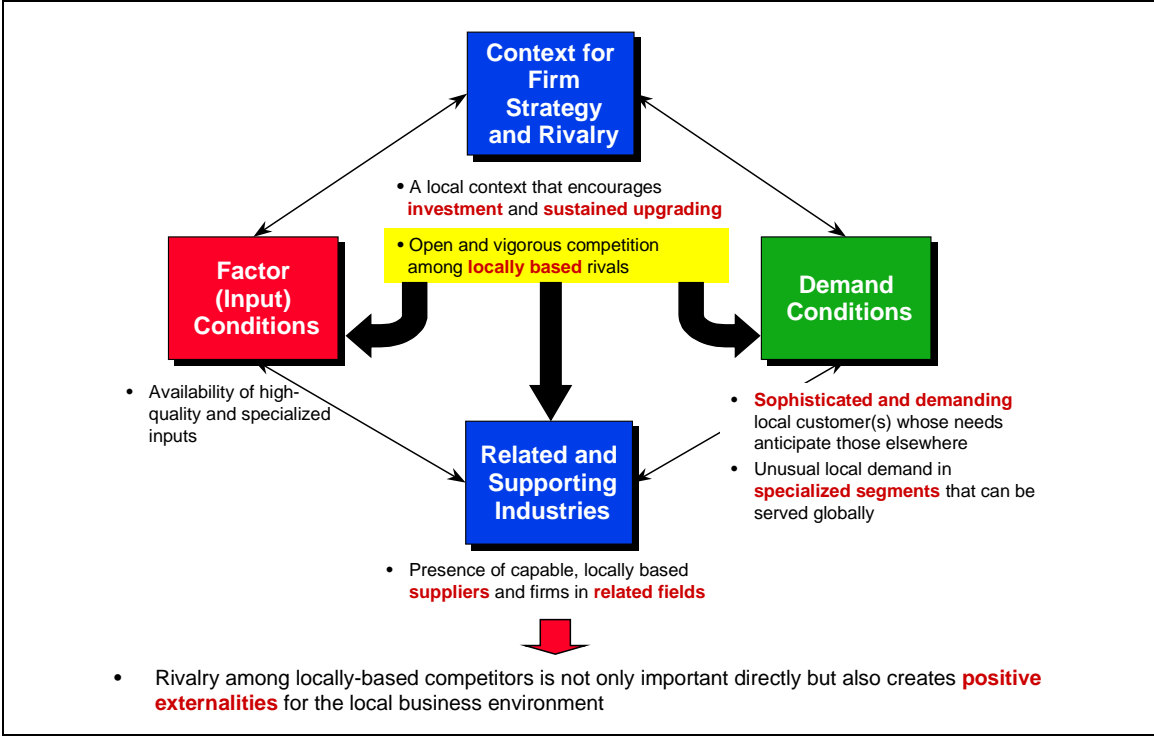 Context for
Firm
Strategy
and Rivalry
• A local context that encourages
investment and sustained upgrading
• Open and vigorous competition
among locally based rivals
Factor
(Input)
Conditions
Demand
Conditions
• Availability of high-
quality and specialized
inputs
• Sophisticated and demanding
local customer(s) whose needs
anticipate those elsewhere
• Unusual local demand in
specialized segments that can be
served globally
Related and
Supporting
Industries
• Presence of capable, locally based
suppliers and firms in related fields
• Rivalry among locally-based competitors is not only important directly but also creates positive
externalities for the local business environment